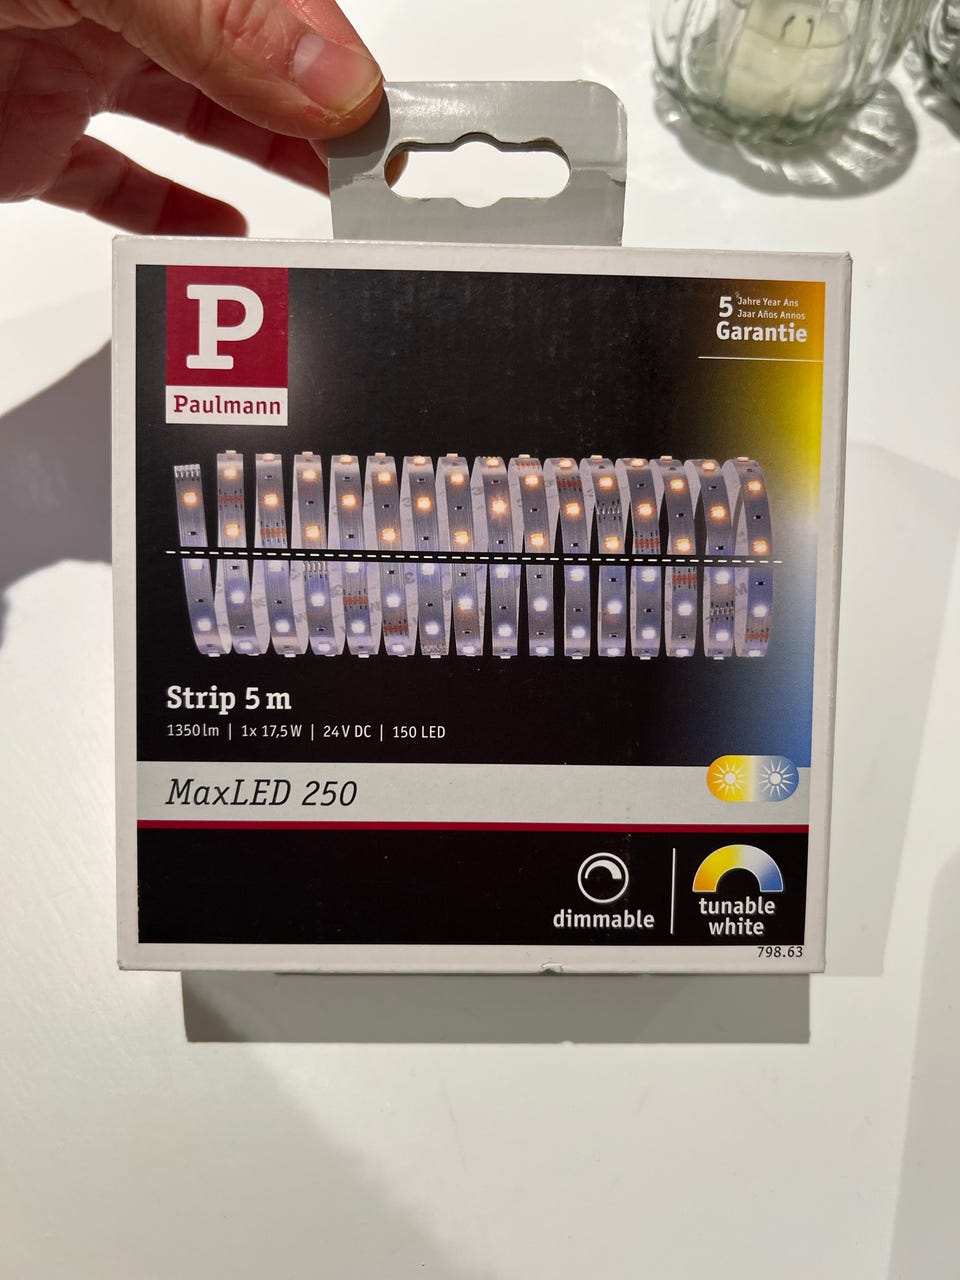 P
Paulmann
5 Jahre Year Ans
Jaar Años Annos
Garantie
Strip 5 m
1350 lm | 1x 17,5 W | 24 V DC | 150 LED
MaxLED 250
dimmable
tunable
white
798.63